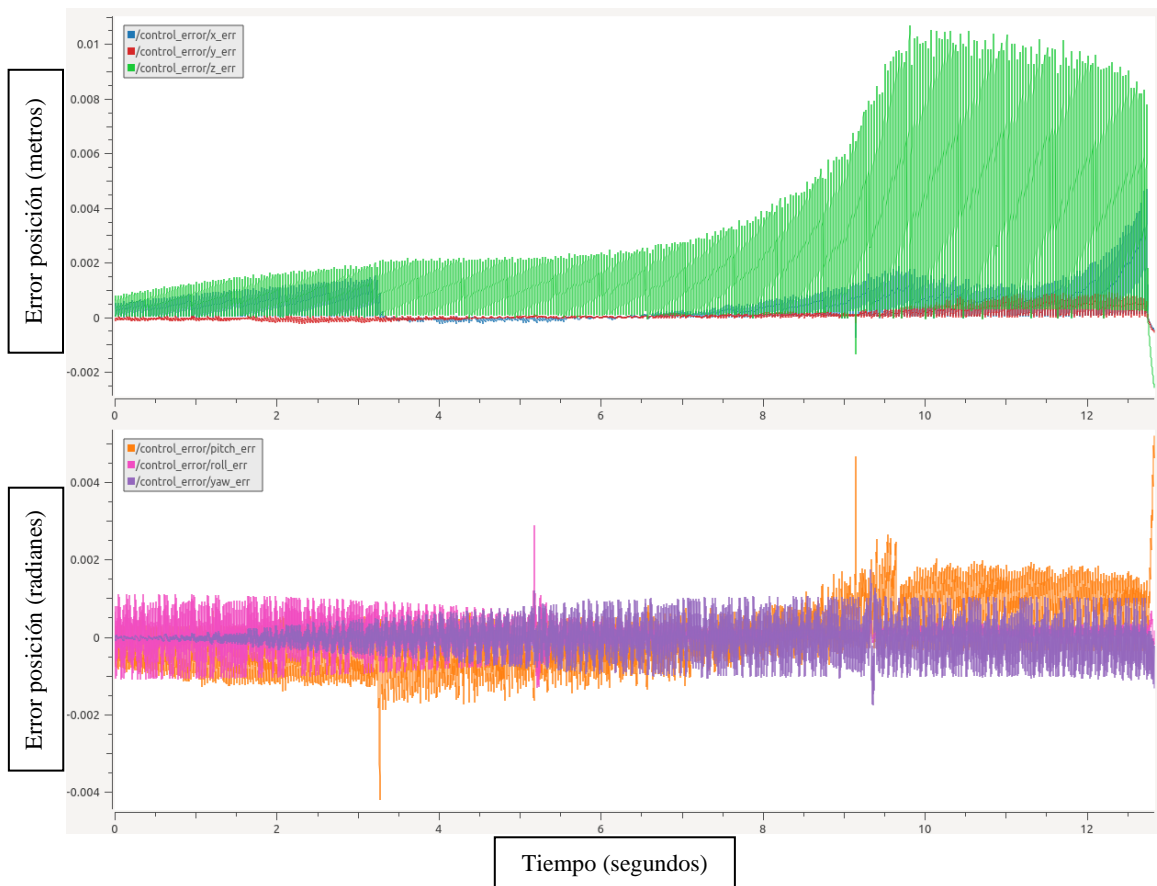 /control_error/x_err
/control_error/y_err
/control_error/z_err
Error posición (metros)
0.01
0.008
0.006
0.004
0.002
0
-0.002
0 2 4 6 8 10 12
/control_error/pitch_err
/control_error/roll_err
/control_error/yaw_err
Error posición (radianes)
0.004
0.002
0
-0.002
-0.004
0 2 4 6 8 10 12
Tiempo (segundos)